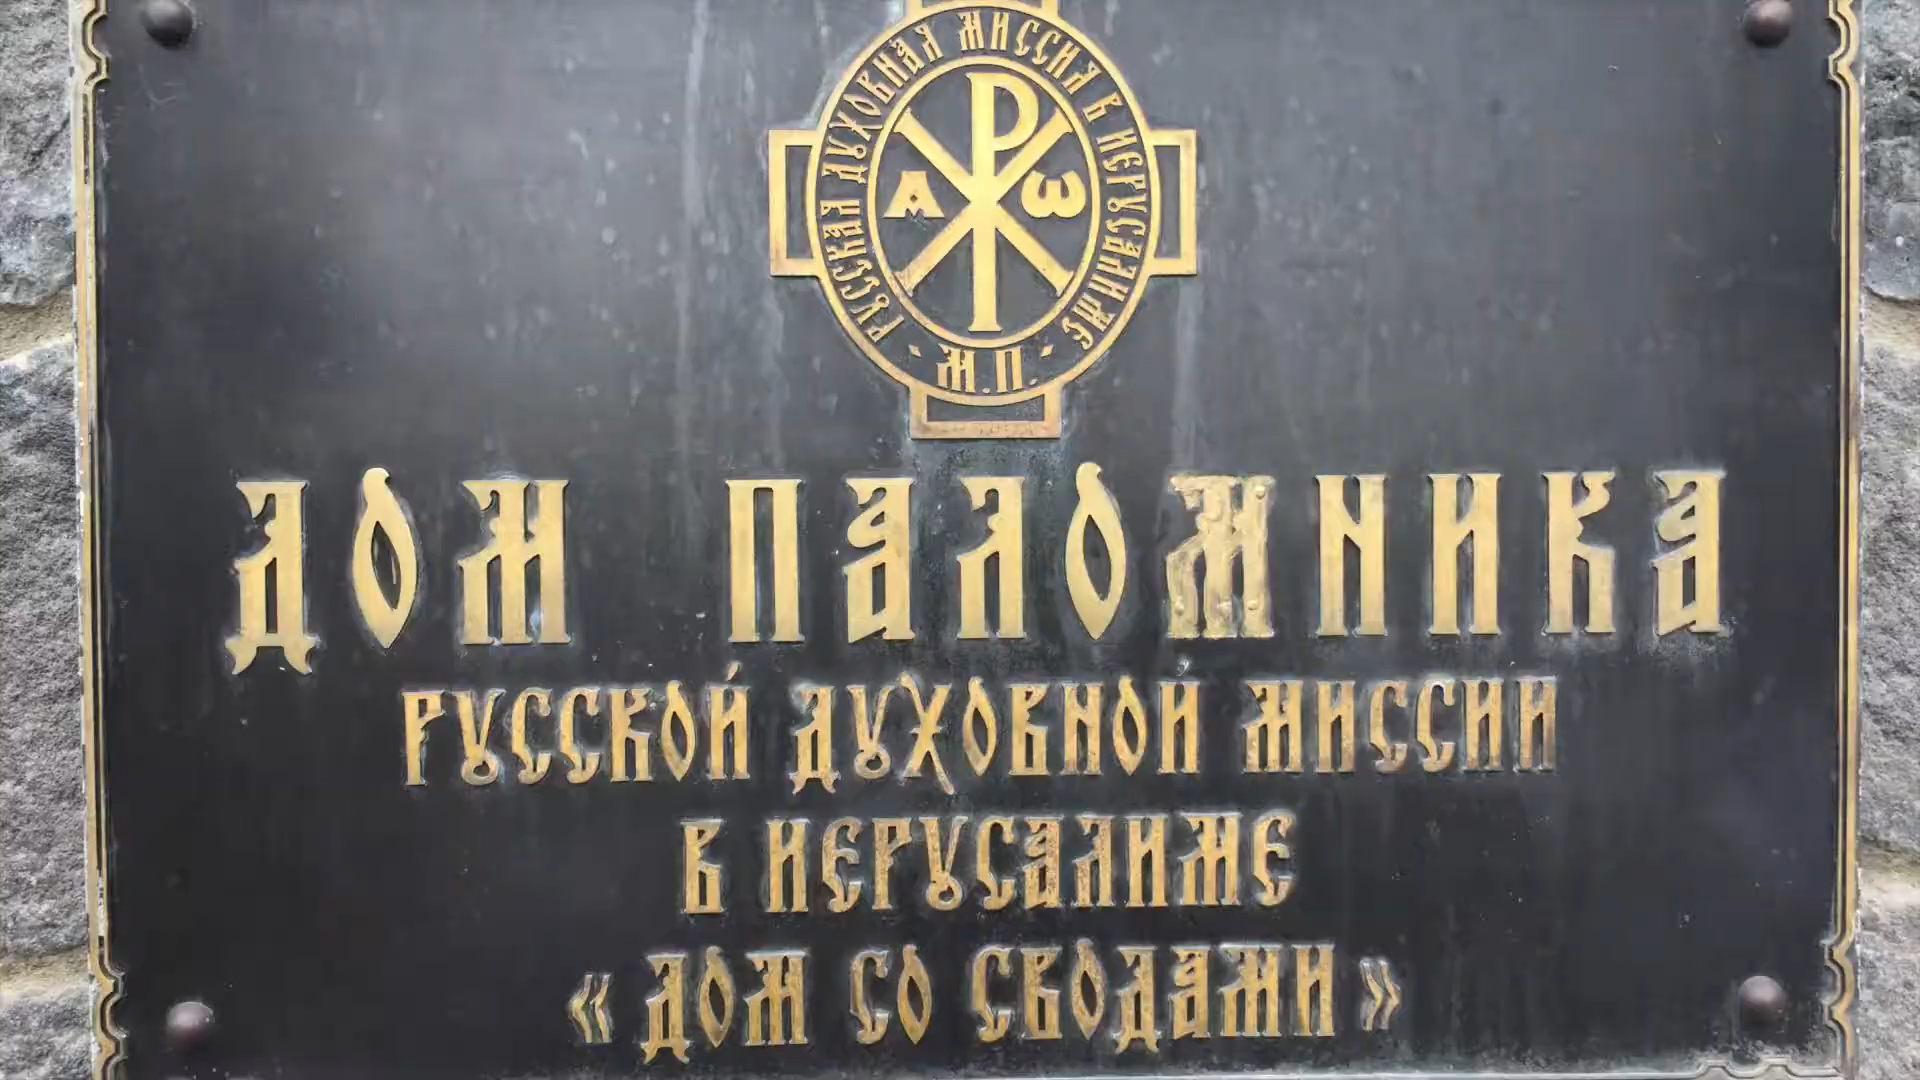 РУССКАЯ ДУХОВНАЯ МИССИЯ В ИЕРУСАЛИМЕ
· М.П. ·
А Р W
ДОМ ПАЛОМНИКА
РУССКОЙ ДУХОВНОЙ МИССИИ
В ИЕРУСАЛИМЕ
«ДОМ СО СВОДАМИ»